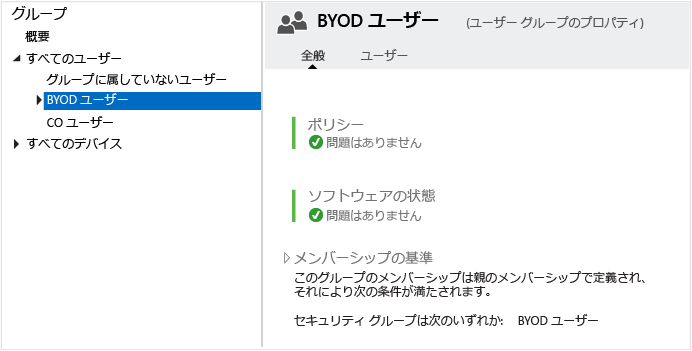 グループ
概要
すべてのユーザー
グループに属していないユーザー
BYOD ユーザー
CO ユーザー
すべてのデバイス
BYOD ユーザー (ユーザー グループのプロパティ)
全般 ユーザー
ポリシー
問題はありません
ソフトウェアの状態
問題はありません
メンバーシップの基準
このグループのメンバーシップは親のメンバーシップで定義され、
それにより次の条件が満たされます。
セキュリティ グループは次のいずれか: BYOD ユーザー